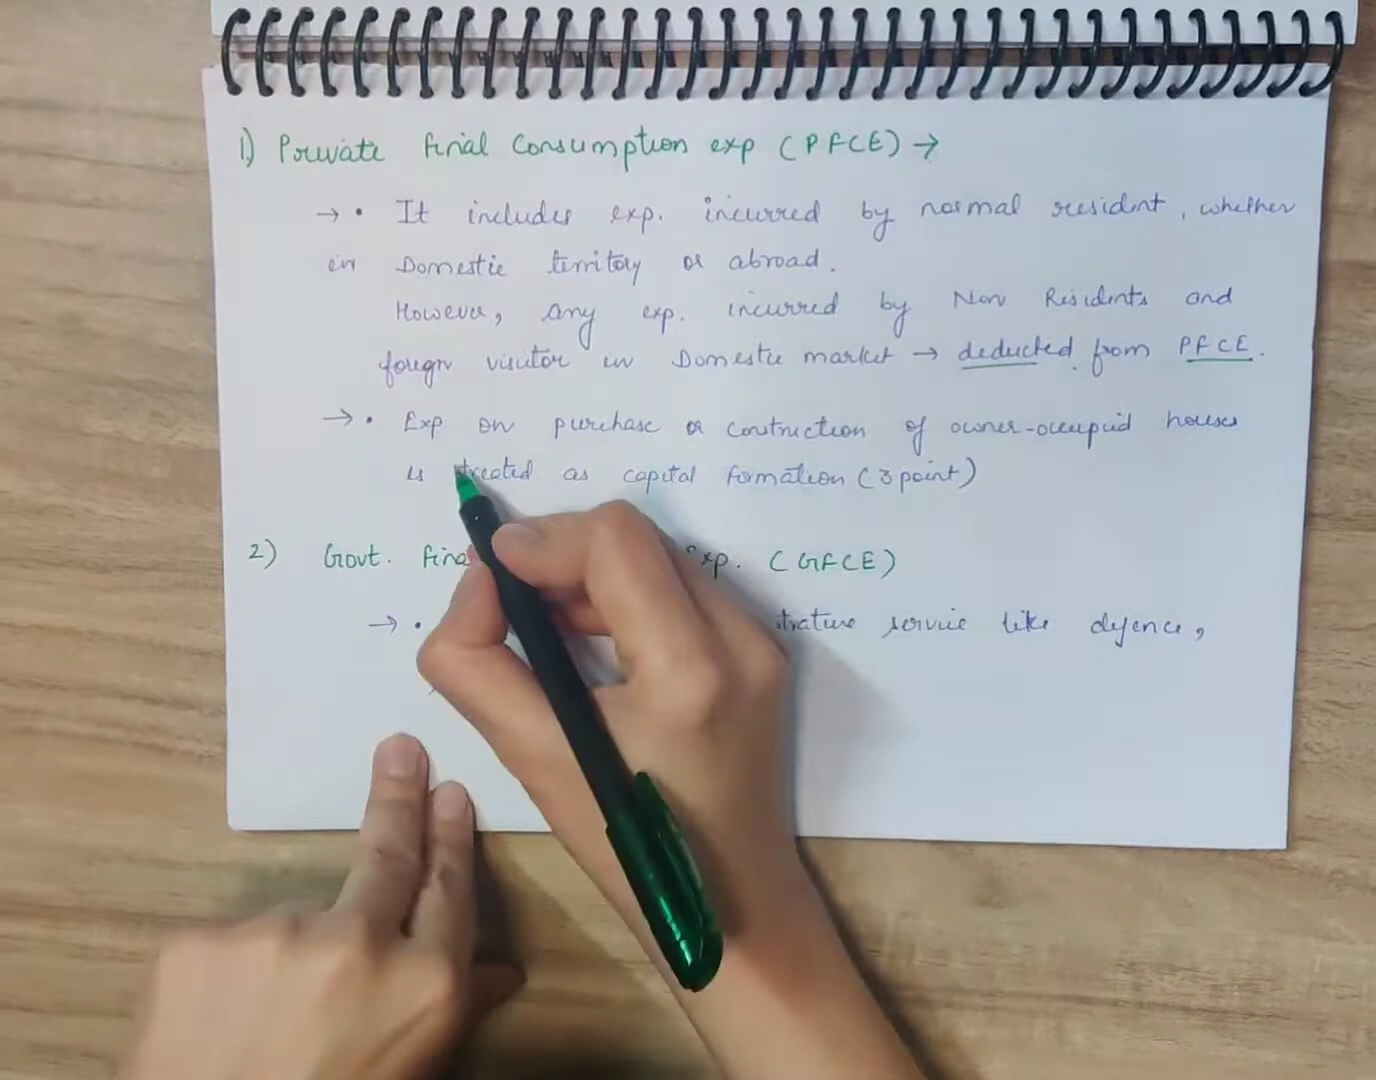 1) Private final Consumption exp (PFCE) →
→ • It includes exp. incurred by normal resident, whether
in Domestic territory or abroad.
However, any exp. incurred by Non Residents and
foreign visitor in Domestic market → deducted from PFCE.
→ • Exp on purchase or contruction of owner-occupied houses
is treated as capital formation (3 point)
2) Govt. fina exp. (GFCE)
→ • trative service like defence,